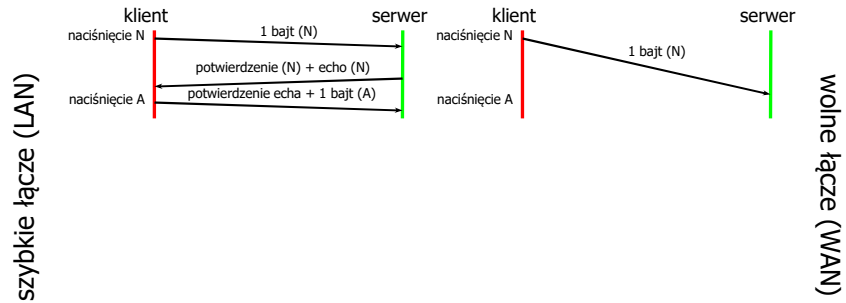 klient
serwer
naciśnięcie N
1 bajt (N)
potwierdzenie (N) + echo (N)
naciśnięcie A
potwierdzenie echa + 1 bajt (A)
szybkie łącze (LAN)
klient
serwer
naciśnięcie N
1 bajt (N)
naciśnięcie A
wolne łącze (WAN)